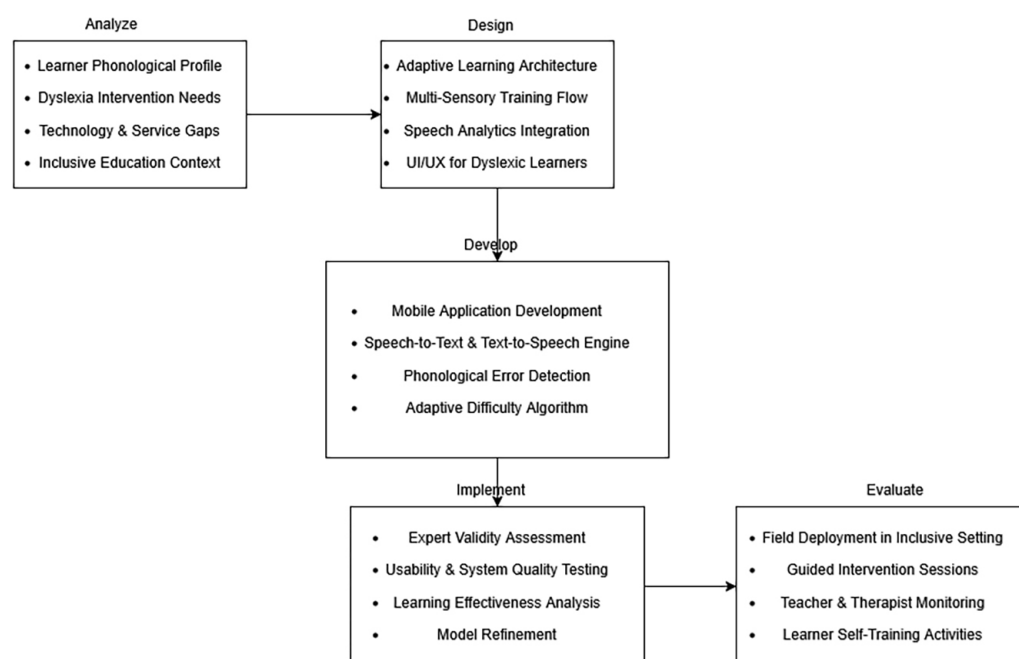 Analyze
Learner Phonological Profile
Dyslexia Intervention Needs
Technology & Service Gaps
Inclusive Education Context
Design
Adaptive Learning Architecture
Multi-Sensory Training Flow
Speech Analytics Integration
UI/UX for Dyslexic Learners
Develop
Mobile Application Development
Speech-to-Text & Text-to-Speech Engine
Phonological Error Detection
Adaptive Difficulty Algorithm
Implement
Expert Validity Assessment
Usability & System Quality Testing
Learning Effectiveness Analysis
Model Refinement
Evaluate
Field Deployment in Inclusive Setting
Guided Intervention Sessions
Teacher & Therapist Monitoring
Learner Self-Training Activities